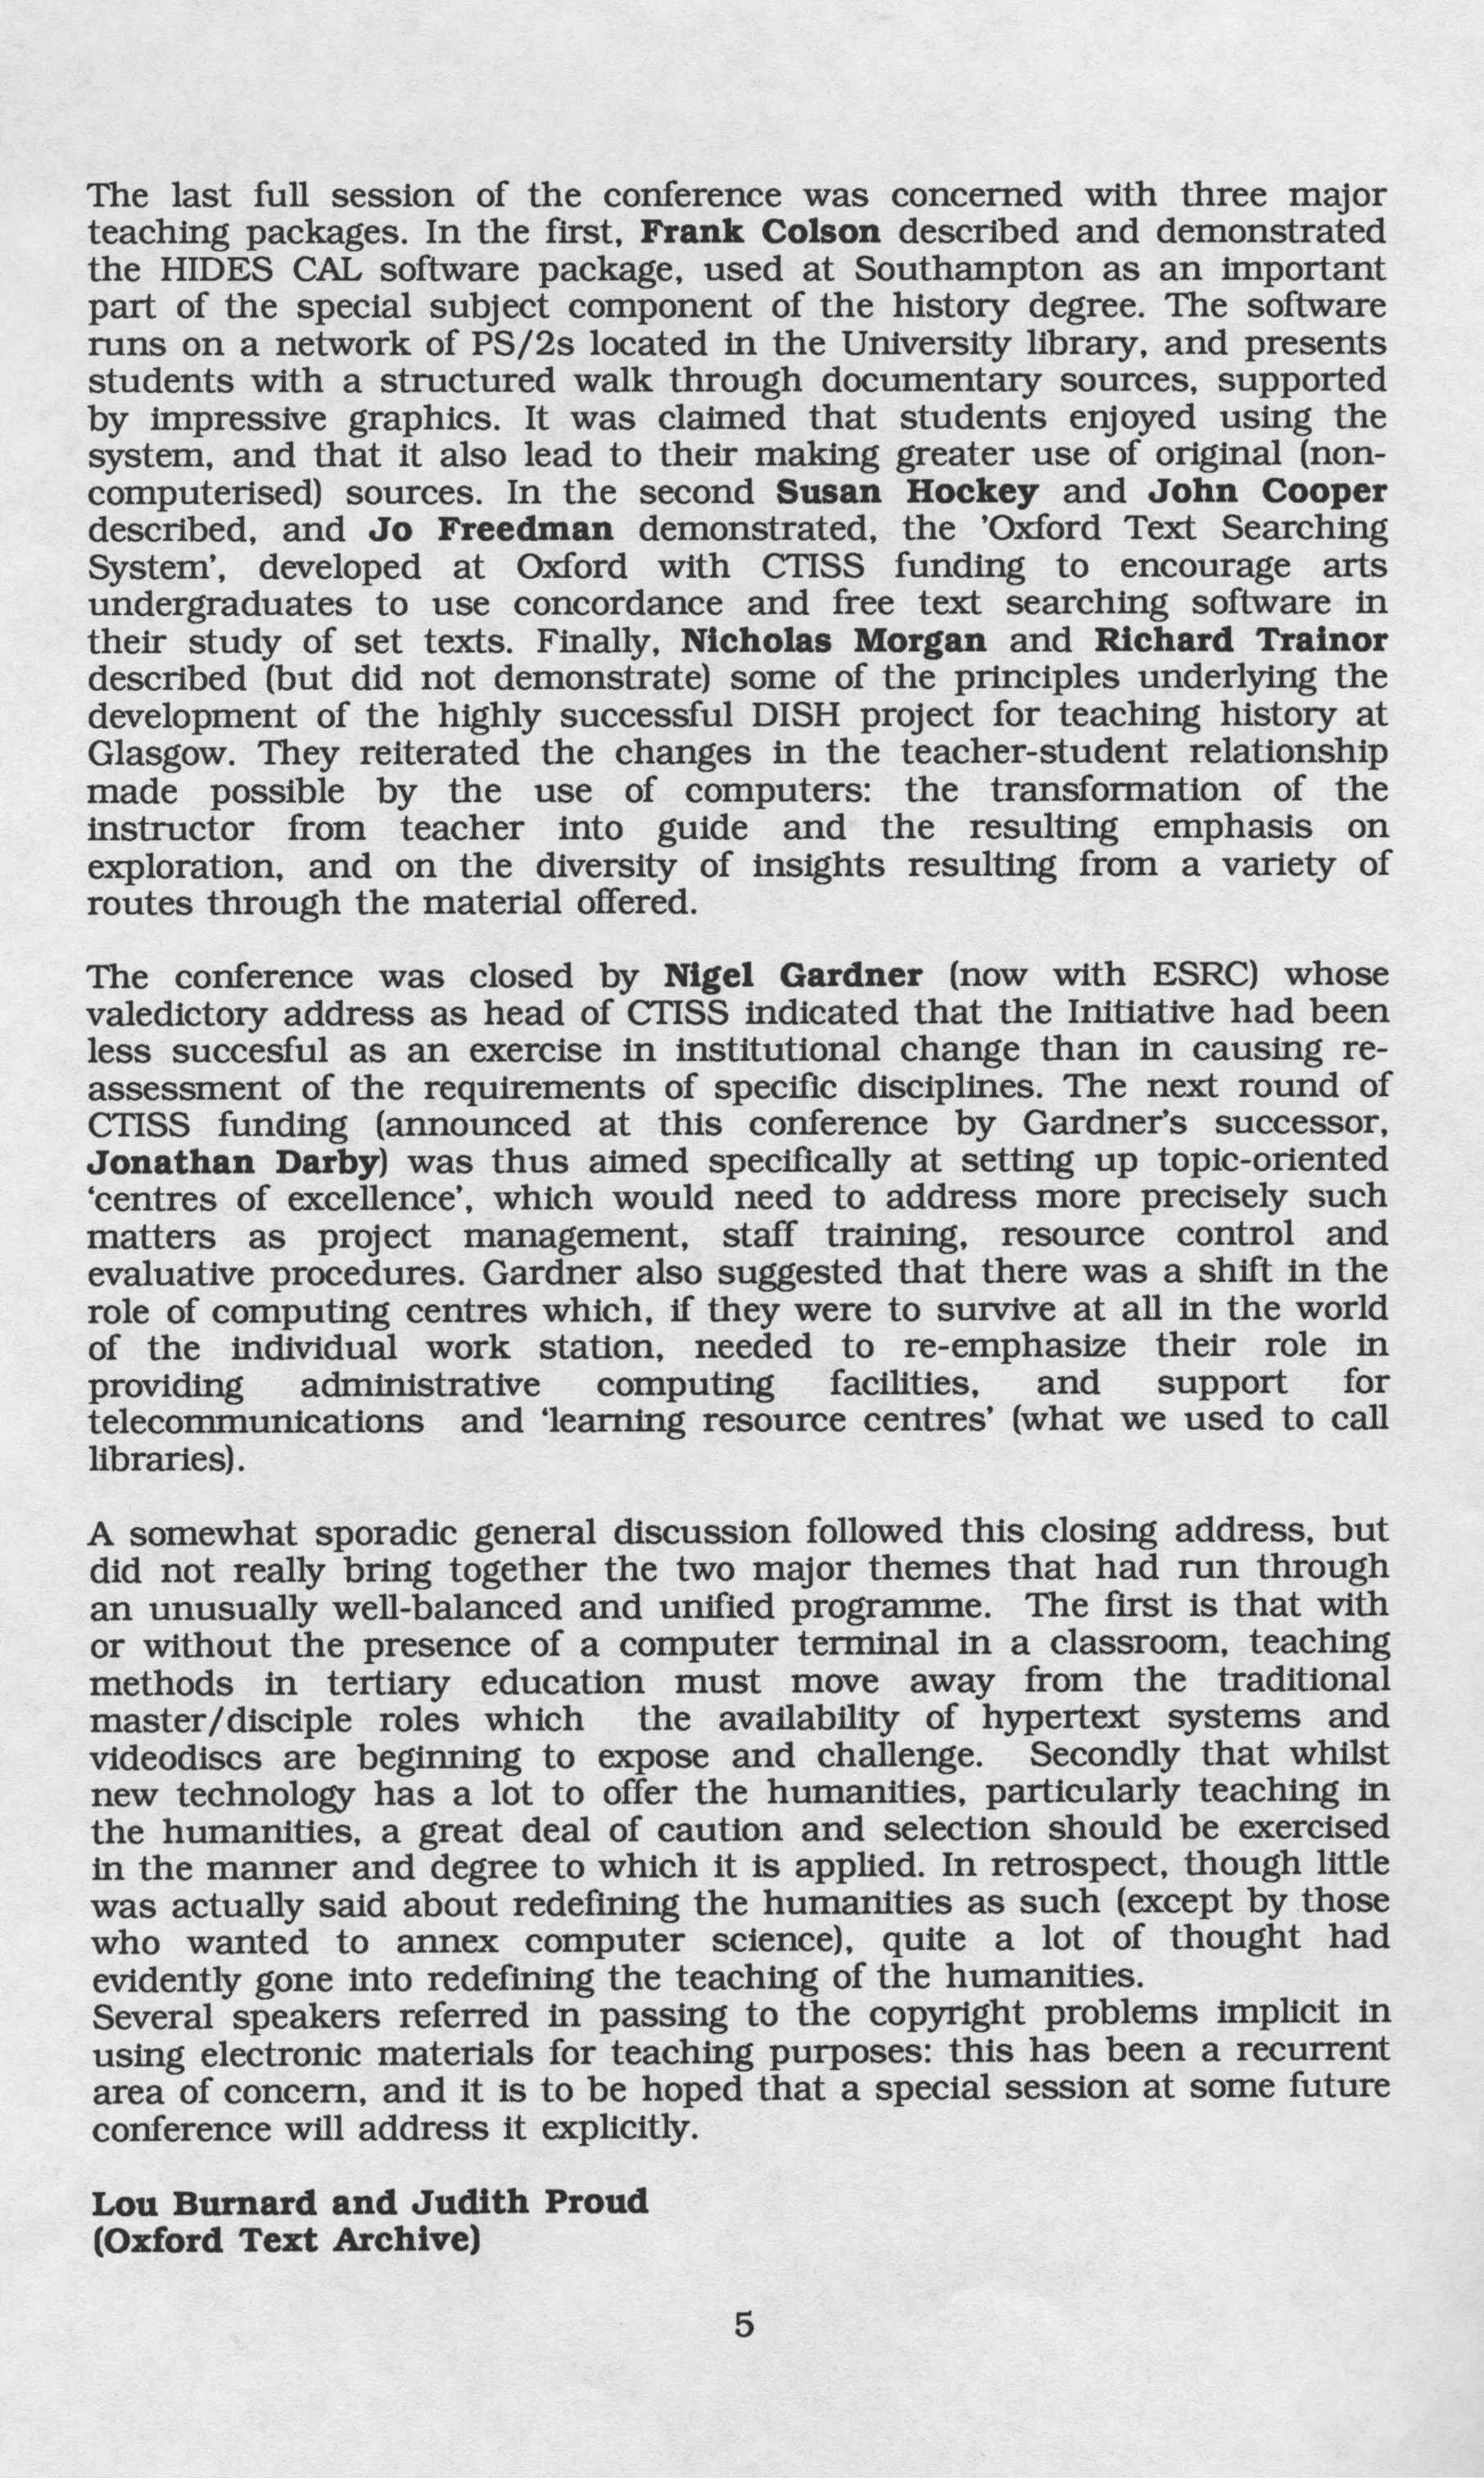 The last full session of the conference was concerned with three major
teaching packages. In the first, Frank Colson described and demonstrated
the HIDES CAL software package, used at Southampton as an important
part of the special subject component of the history degree. The software
runs on a network of PS/2s located in the University library, and presents
students with a structured walk through documentary sources, supported
by impressive graphics. It was claimed that students enjoyed using the
system, and that it also lead to their making greater use of original (non-
computerised) sources. In the second Susan Hockey and John Cooper
described, and Jo Freedman demonstrated, the 'Oxford Text Searching
System', developed at Oxford with CTISS funding to encourage arts
undergraduates to use concordance and free text searching software in
their study of set texts. Finally, Nicholas Morgan and Richard Trainor
described (but did not demonstrate) some of the principles underlying the
development of the highly successful DISH project for teaching history at
Glasgow. They reiterated the changes in the teacher-student relationship
made possible by the use of computers: the transformation of the
instructor from teacher into guide and the resulting emphasis on
exploration, and on the diversity of insights resulting from a variety of
routes through the material offered.

The conference was closed by Nigel Gardner (now with ESRC) whose
valedictory address as head of CTISS indicated that the Initiative had been
less succesful as an exercise in institutional change than in causing re-
assessment of the requirements of specific disciplines. The next round of
CTISS funding (announced at this conference by Gardner's successor,
Jonathan Darby) was thus aimed specifically at setting up topic-oriented
'centres of excellence', which would need to address more precisely such
matters as project management, staff training, resource control and
evaluative procedures. Gardner also suggested that there was a shift in the
role of computing centres which, if they were to survive at all in the world
of the individual work station, needed to re-emphasize their role in
providing administrative computing facilities, and support for
telecommunications and 'learning resource centres' (what we used to call
libraries).

A somewhat sporadic general discussion followed this closing address, but
did not really bring together the two major themes that had run through
an unusually well-balanced and unified programme. The first is that with
or without the presence of a computer terminal in a classroom, teaching
methods in tertiary education must move away from the traditional
master/disciple roles which the availability of hypertext systems and
videodiscs are beginning to expose and challenge. Secondly that whilst
new technology has a lot to offer the humanities, particularly teaching in
the humanities, a great deal of caution and selection should be exercised
in the manner and degree to which it is applied. In retrospect, though little
was actually said about redefining the humanities as such (except by those
who wanted to annex computer science), quite a lot of thought had
evidently gone into redefining the teaching of the humanities.
Several speakers referred in passing to the copyright problems implicit in
using electronic materials for teaching purposes: this has been a recurrent
area of concern, and it is to be hoped that a special session at some future
conference will address it explicitly.

Lou Burnard and Judith Proud
(Oxford Text Archive)

5